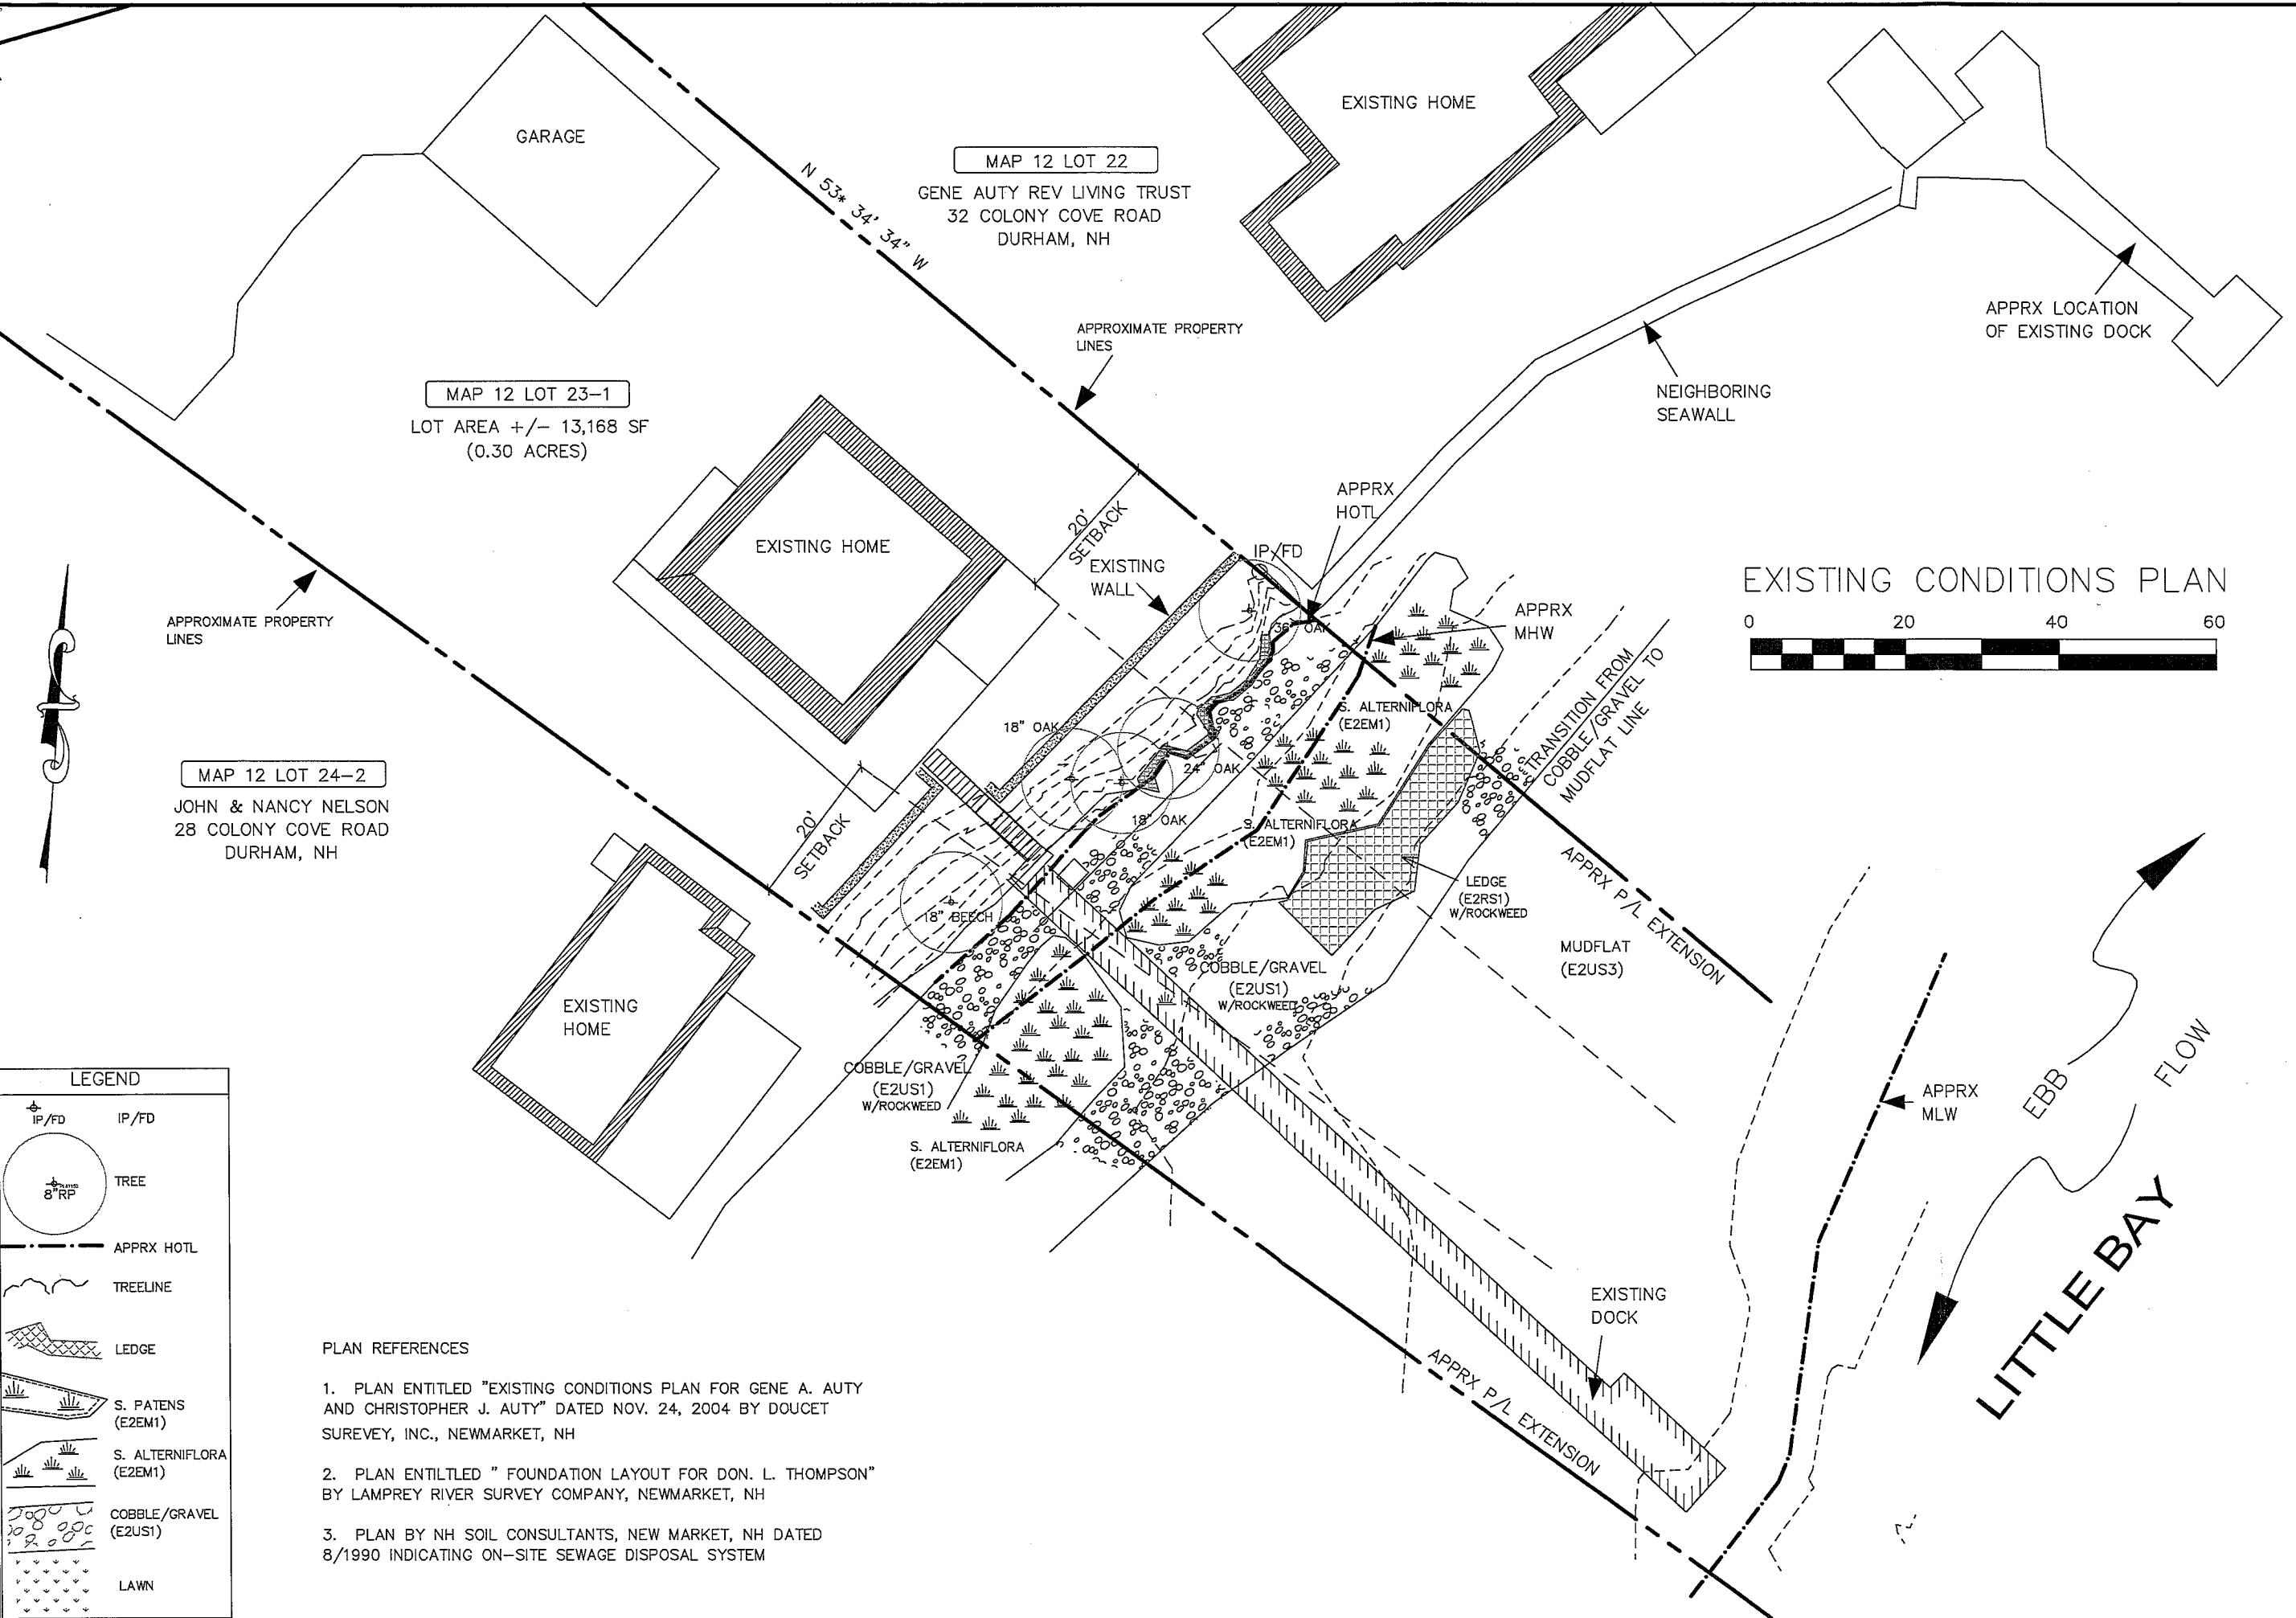 GARAGE
EXISTING HOME
MAP 12 LOT 22
GENE AUTY REV LIVING TRUST
32 COLONY COVE ROAD
DURHAM, NH
N 53* 34' 34" W
APPRX LOCATION
OF EXISTING DOCK
APPROXIMATE PROPERTY
LINES
NEIGHBORING
SEAWALL
MAP 12 LOT 23-1
LOT AREA +/- 13,168 SF
(0.30 ACRES)
EXISTING HOME
20'
SETBACK
EXISTING
WALL
APPRX
HOTL
IP/FD
36" OAK
APPRX
MHW
EXISTING CONDITIONS PLAN
0 20 40 60
APPROXIMATE PROPERTY
LINES
TRANSITION FROM
COBBLE/GRAVEL TO
MUDFLAT LINE
S. ALTERNIFLORA
(E2EM1)
18" OAK
24" OAK
18" OAK
S. ALTERNIFLORA
(E2EM1)
MAP 12 LOT 24-2
JOHN & NANCY NELSON
28 COLONY COVE ROAD
DURHAM, NH
20'
SETBACK
18" BEECH
LEDGE
(E2RS1)
W/ROCKWEED
APPRX P/L EXTENSION
MUDFLAT
(E2US3)
COBBLE/GRAVEL
(E2US1)
W/ROCKWEED
EXISTING
HOME
COBBLE/GRAVEL
(E2US1)
W/ROCKWEED
S. ALTERNIFLORA
(E2EM1)
APPRX
MLW
EBB
FLOW
LITTLE BAY
EXISTING
DOCK
APPRX P/L EXTENSION
LEGEND
IP/FD IP/FD
8"RP TREE
APPRX HOTL
TREELINE
LEDGE
S. PATENS
(E2EM1)
S. ALTERNIFLORA
(E2EM1)
COBBLE/GRAVEL
(E2US1)
LAWN
PLAN REFERENCES
1. PLAN ENTITLED "EXISTING CONDITIONS PLAN FOR GENE A. AUTY
AND CHRISTOPHER J. AUTY" DATED NOV. 24, 2004 BY DOUCET
SUREVEY, INC., NEWMARKET, NH
2. PLAN ENTILTLED " FOUNDATION LAYOUT FOR DON. L. THOMPSON"
BY LAMPREY RIVER SURVEY COMPANY, NEWMARKET, NH
3. PLAN BY NH SOIL CONSULTANTS, NEW MARKET, NH DATED
8/1990 INDICATING ON-SITE SEWAGE DISPOSAL SYSTEM